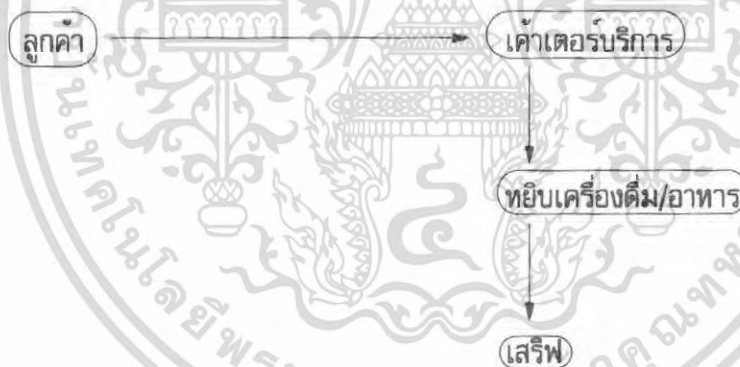 ลูกค้า
เค้าเตอร์บริการ
หยิบเครื่องดื่ม/อาหาร
เสริฟ